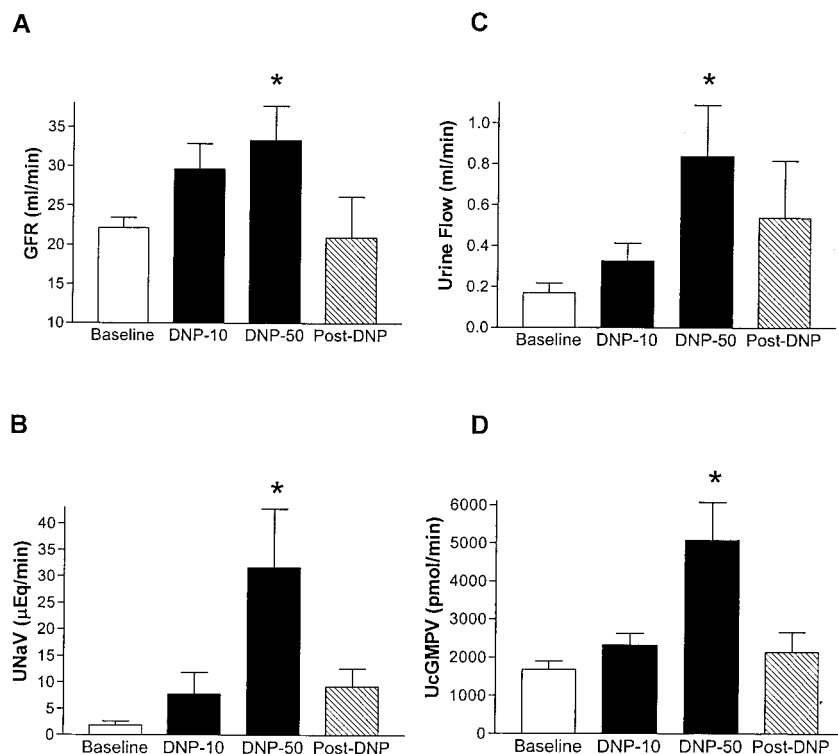 A
*
GFR (ml/min)
35
30
25
20
15
10
Baseline DNP-10 DNP-50 Post-DNP
C
*
Urine Flow (ml/min)
1.0
0.8
0.6
0.4
0.2
0.0
Baseline DNP-10 DNP-50 Post-DNP
B
*
UNaV (µEq/min)
40
35
30
25
20
15
10
5
0
Baseline DNP-10 DNP-50 Post-DNP
D
*
UcGMPV (pmol/min)
6000
5000
4000
3000
2000
1000
0
Baseline DNP-10 DNP-50 Post-DNP